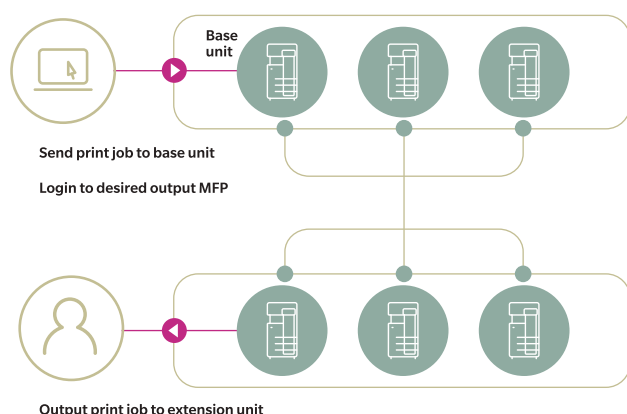 Base
unit
Send print job to base unit
Login to desired output MFP
Output print job to extension unit